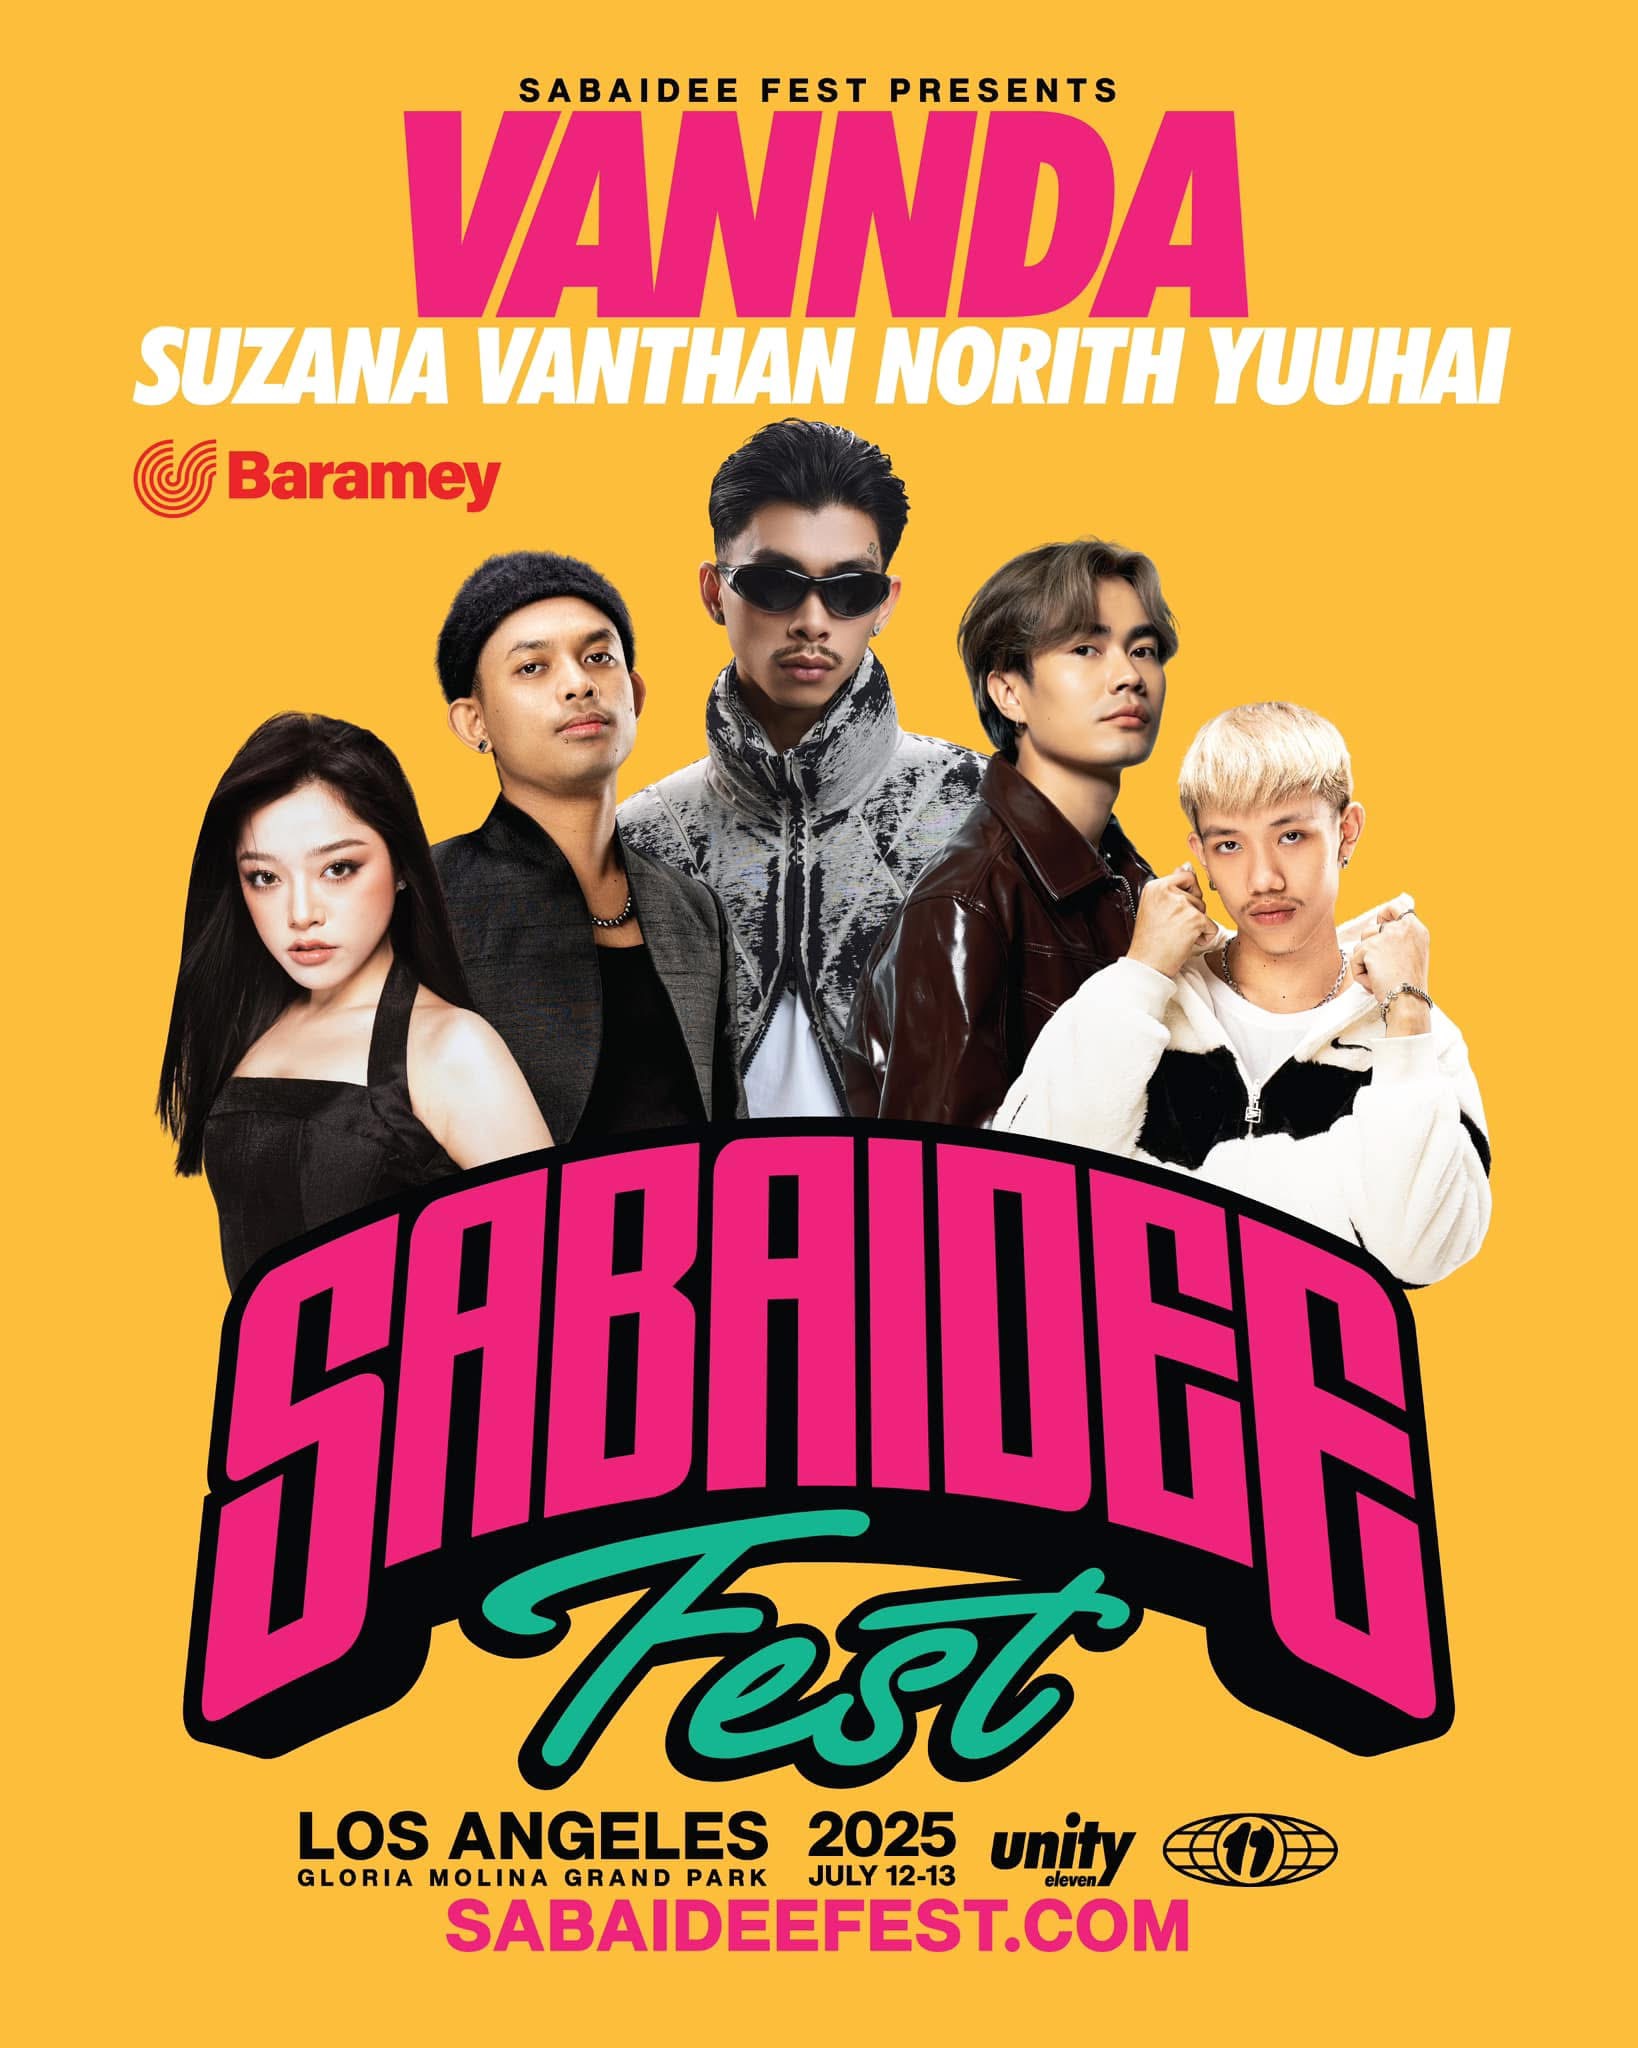 SABAIDEE FEST PRESENTS
VANNDA
SUZANA VANTHAN NORITH YUUHAI
Baramey
SABAIDEE
Fest
LOS ANGELES
GLORIA MOLINA GRAND PARK
2025
JULY 12-13
unity
eleven
11
SABAIDEEFEST.COM